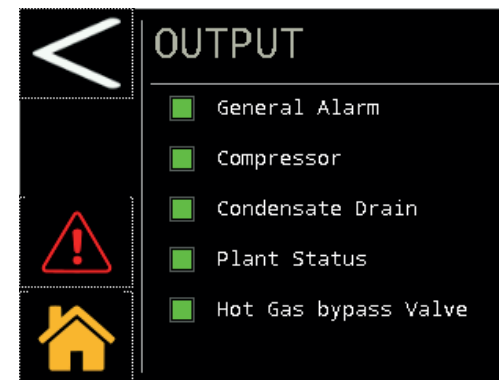 OUTPUT
General Alarm
Compressor
Condensate Drain
Plant Status
Hot Gas bypass Valve